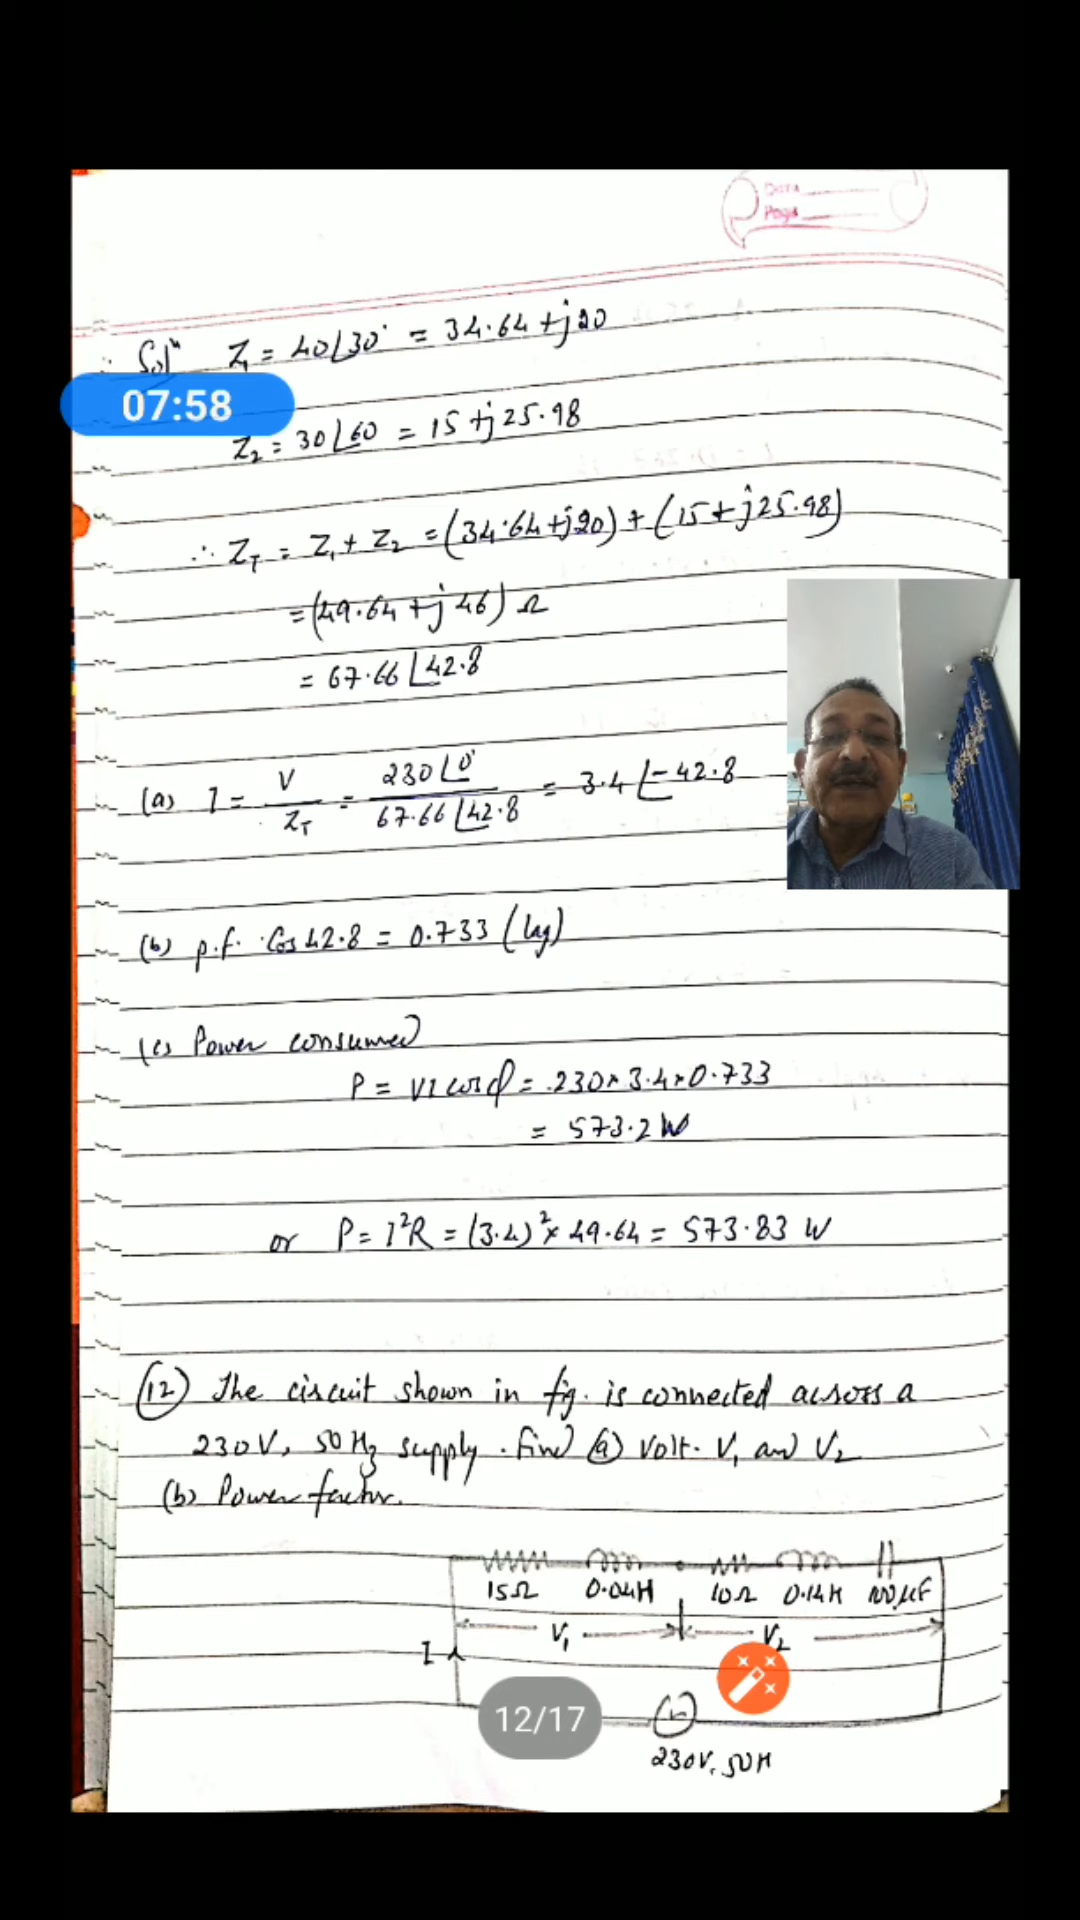 Date
Page
Solⁿ Z₁ = 40∠30° = 34.64 + j20
07:58
Z₂ = 30∠60 = 15 + j25.98
∴ Z_T = Z₁ + Z₂ = (34.64 + j20) + (15 + j25.98)
= (49.64 + j46) Ω
= 67.66 ∠42.8
(a) I = V/Z_T = 230∠0°/67.66∠42.8 = 3.4 ∠-42.8
(b) p.f. Cos 42.8 = 0.733 (lag)
(c) Power consumed
P = VI cosφ = 230 × 3.4 × 0.733
= 573.2 W
or P = I²R = (3.4)² × 49.64 = 573.83 W
(12) The circuit shown in fig. is connected across a
230V, 50 Hz supply. Find (a) Volt. V₁ and V₂
(b) Power factor.
15Ω 0.04H 10Ω 0.14H 100μF
V₁ V₂
I
12/17
230V, 50H